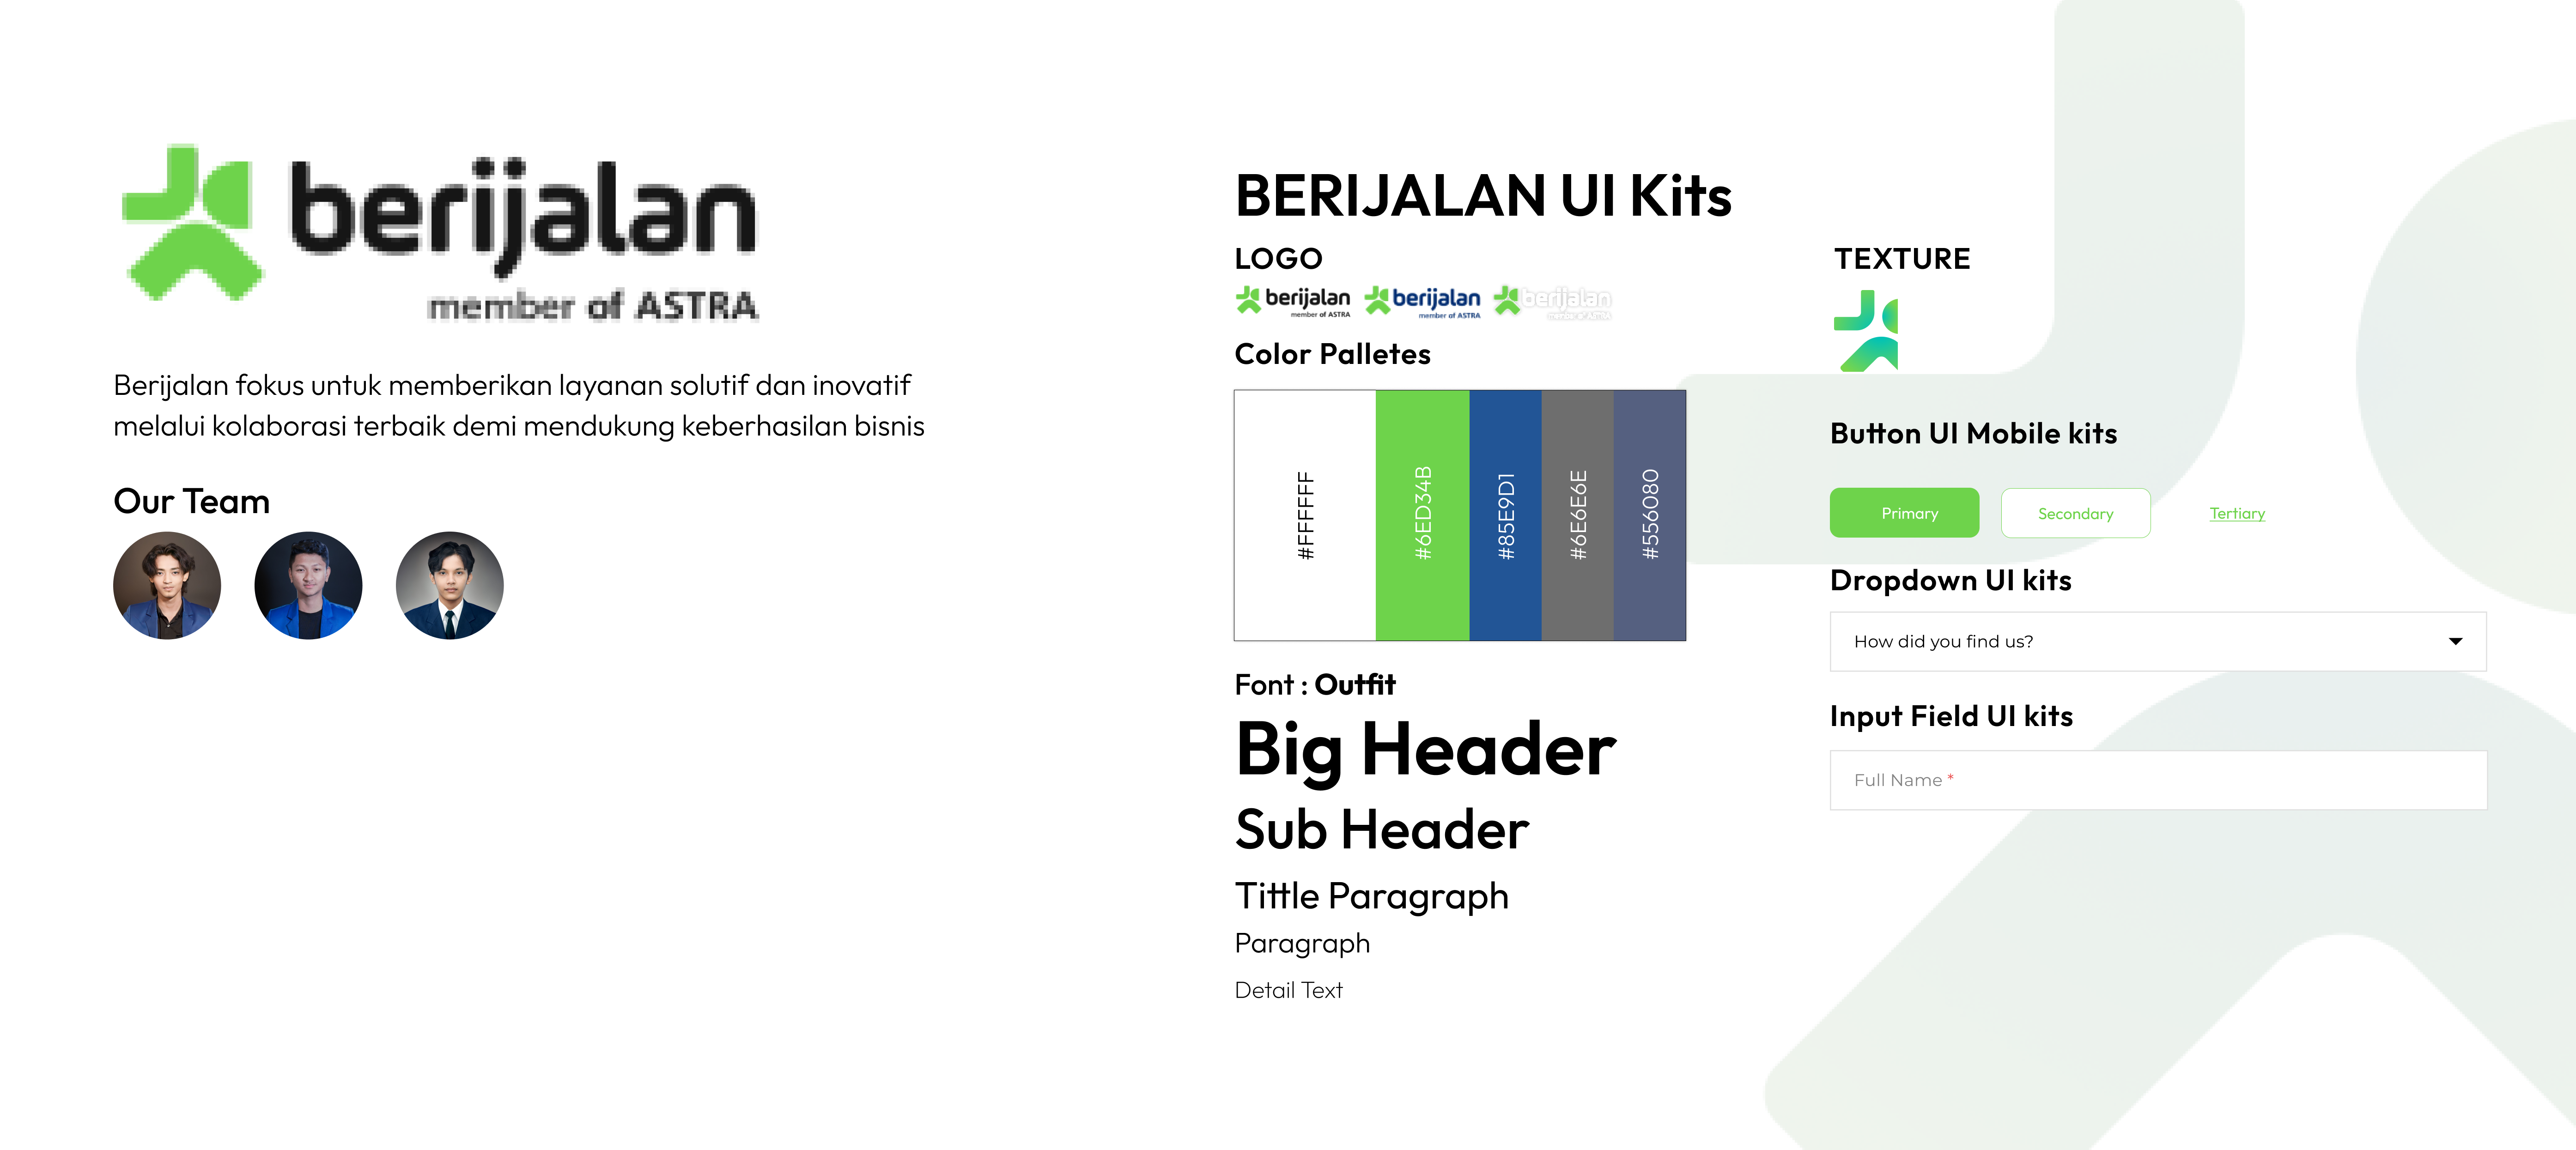 berijalan
member of ASTRA
Berijalan fokus untuk memberikan layanan solutif dan inovatif
melalui kolaborasi terbaik demi mendukung keberhasilan bisnis
Our Team
BERIJALAN UI Kits
LOGO
berijalan
member of ASTRA
berijalan
member of ASTRA
berijalan
member of ASTRA
Color Palletes
#FFFFFF
#6ED34B
#85E9D1
#6E6E6E
#556080
Font : Outfit
Big Header
Sub Header
Tittle Paragraph
Paragraph
Detail Text
TEXTURE
Button UI Mobile kits
Primary
Secondary
Tertiary
Dropdown UI kits
How did you find us?
Input Field UI kits
Full Name *